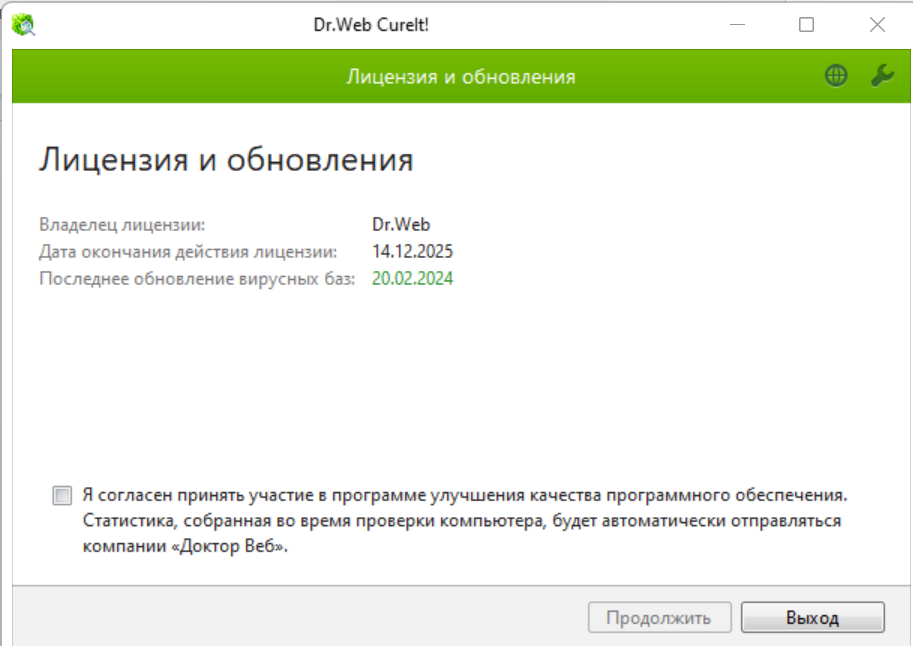 Dr.Web CureIt!
Лицензия и обновления
Лицензия и обновления
Владелец лицензии: Dr.Web
Дата окончания действия лицензии: 14.12.2025
Последнее обновление вирусных баз: 20.02.2024
Я согласен принять участие в программе улучшения качества программного обеспечения.
Статистика, собранная во время проверки компьютера, будет автоматически отправляться
компании «Доктор Веб».
Продолжить Выход